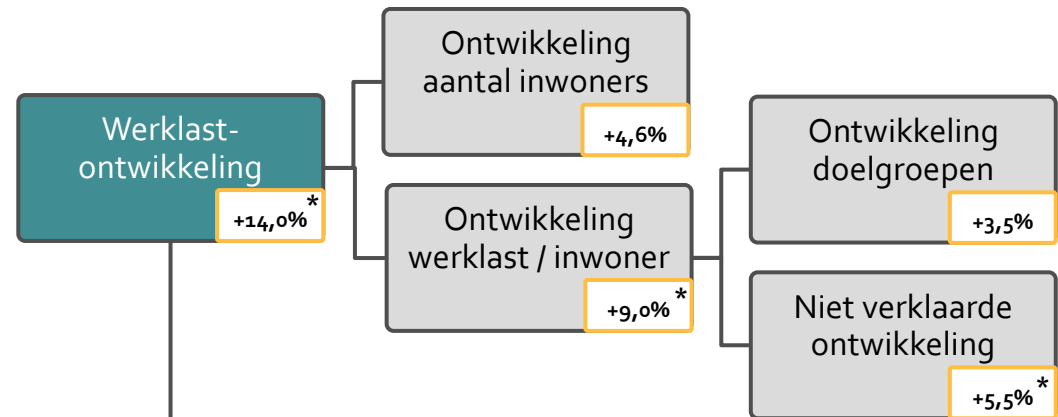 Werklast-
ontwikkeling
+14,0%*
Ontwikkeling
aantal inwoners
+4,6%
Ontwikkeling
werklast / inwoner
+9,0%*
Ontwikkeling
doelgroepen
+3,5%
Niet verklaarde
ontwikkeling
+5,5%*